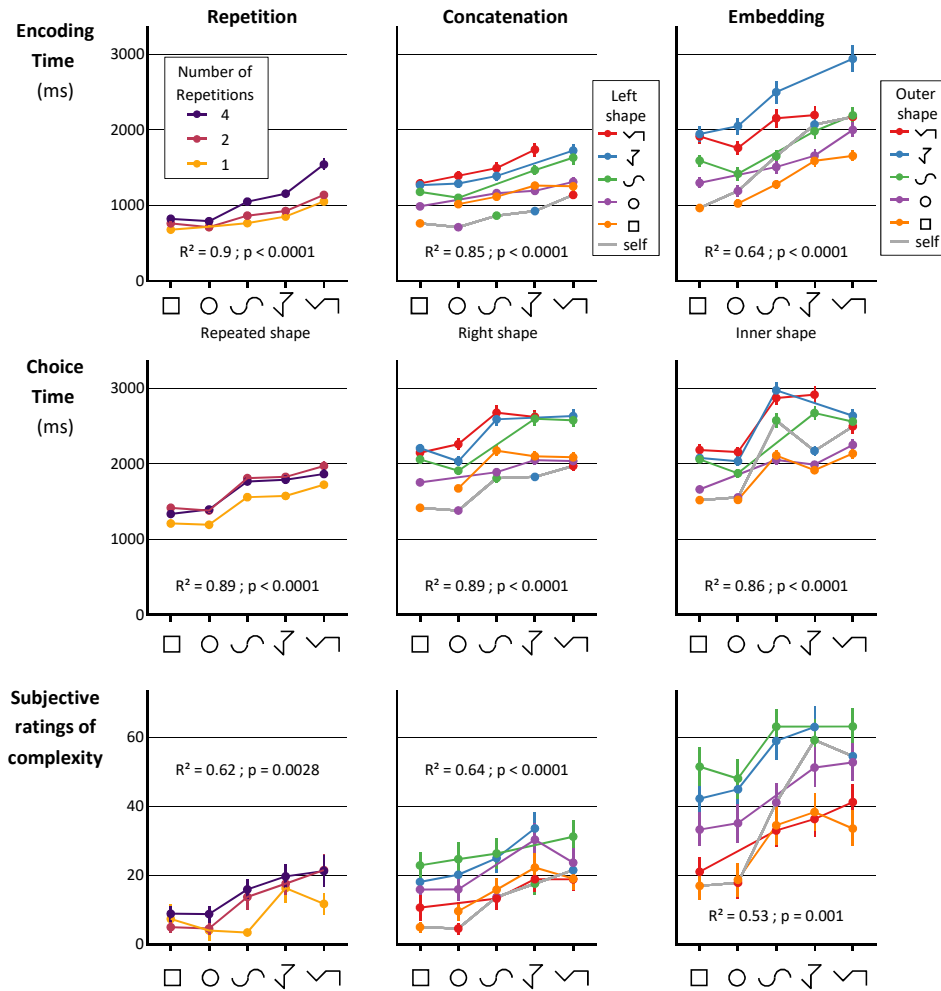 Repetition
Concatenation
Embedding
Encoding
Time
(ms)
3000
2000
1000
0
Number of
Repetitions
4
2
1
R² = 0.9 ; p < 0.0001
Repeated shape
Left
shape
self
R² = 0.85 ; p < 0.0001
Right shape
Outer
shape
self
R² = 0.64 ; p < 0.0001
Inner shape
Choice
Time
(ms)
3000
2000
1000
0
R² = 0.89 ; p < 0.0001
R² = 0.89 ; p < 0.0001
R² = 0.86 ; p < 0.0001
Subjective
ratings of
complexity
60
40
20
0
R² = 0.62 ; p = 0.0028
R² = 0.64 ; p < 0.0001
R² = 0.53 ; p = 0.001